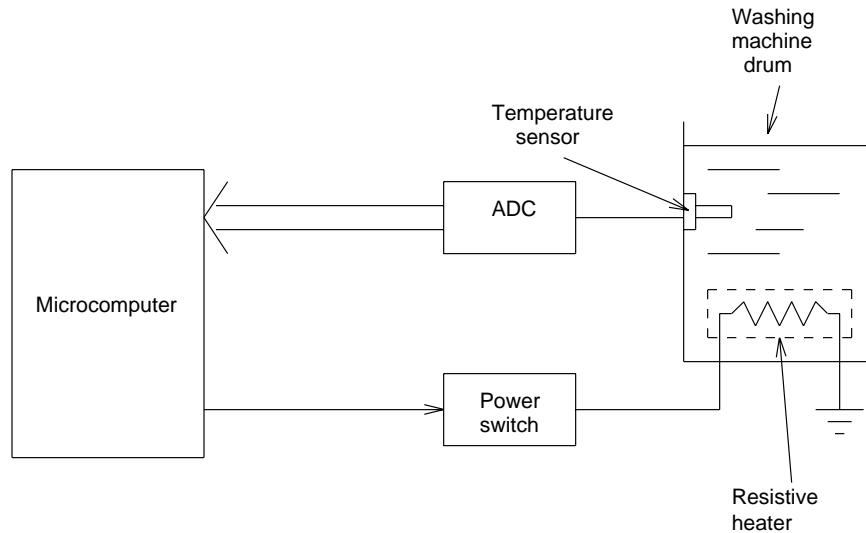 Washing
machine
drum
Temperature
sensor
ADC
Microcomputer
Power
switch
Resistive
heater